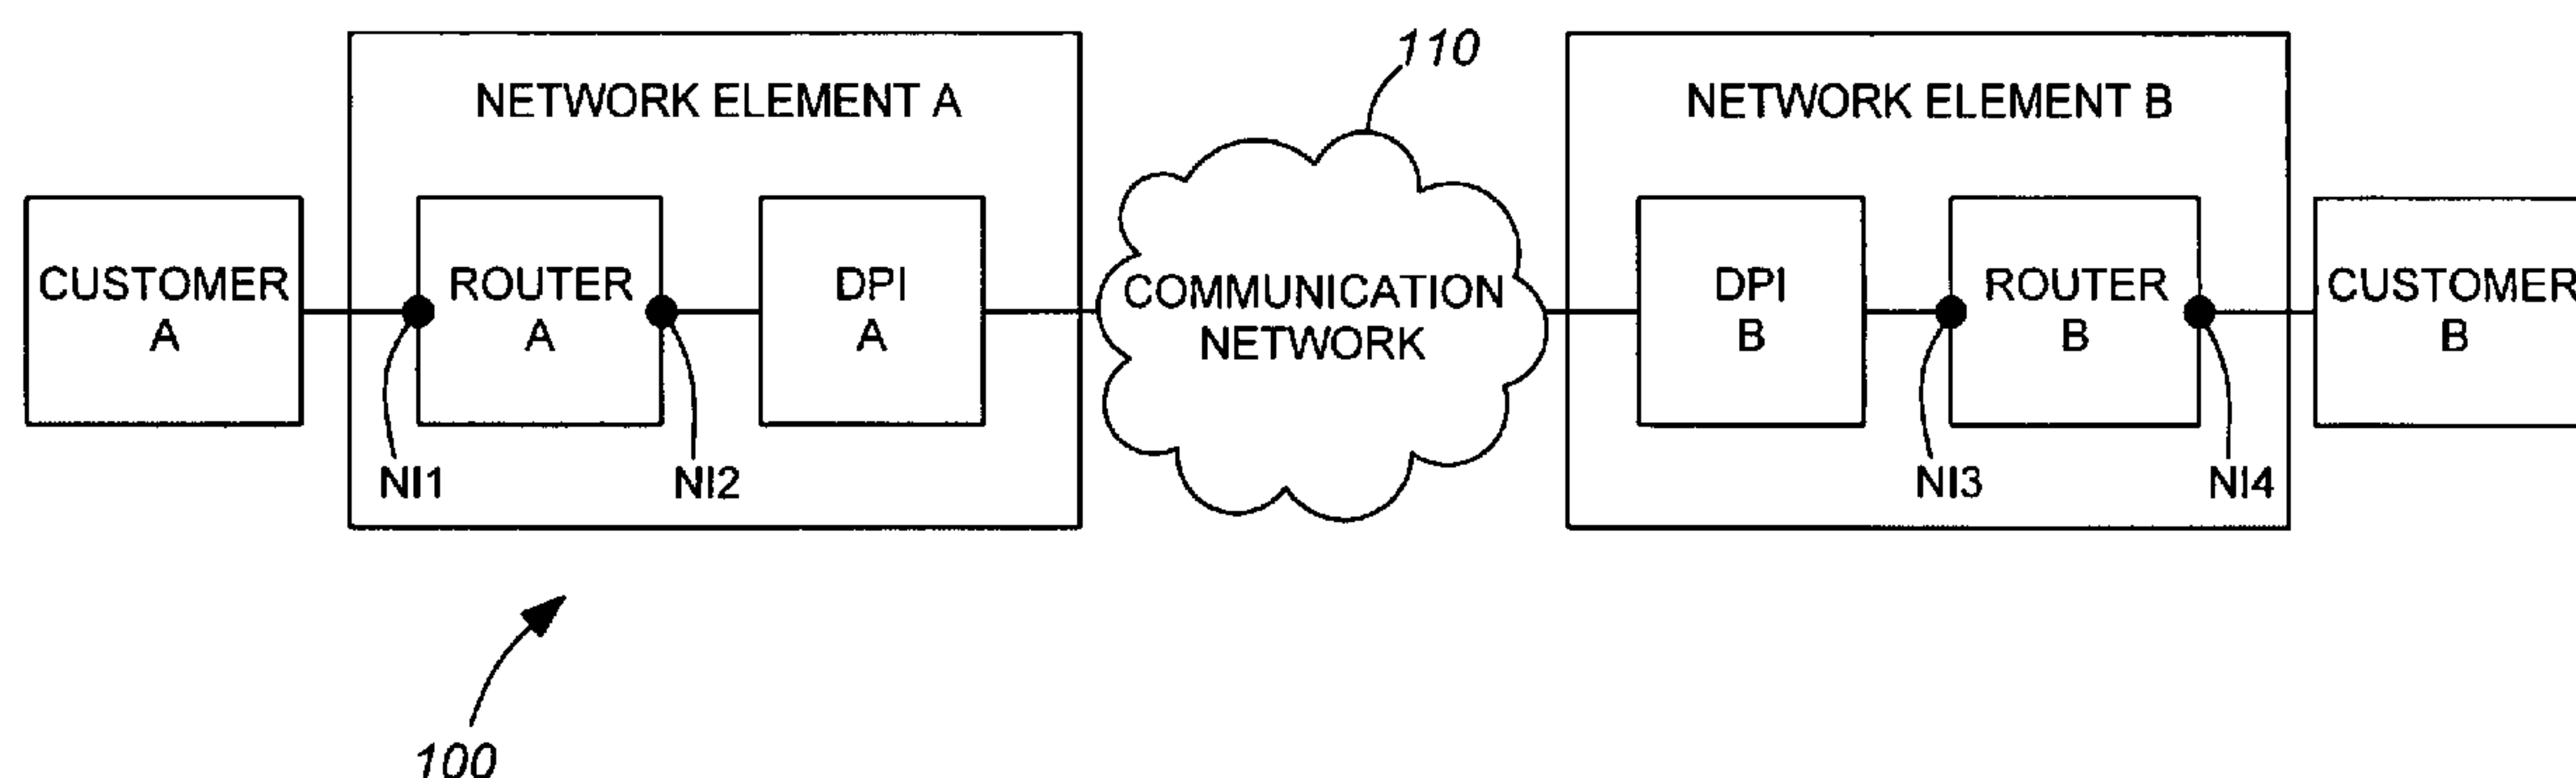 110
NETWORK ELEMENT A
NETWORK ELEMENT B
CUSTOMER
A
ROUTER
A
DPI
A
COMMUNICATION
NETWORK
DPI
B
ROUTER
B
CUSTOMER
B
NI1
NI2
NI3
NI4
100